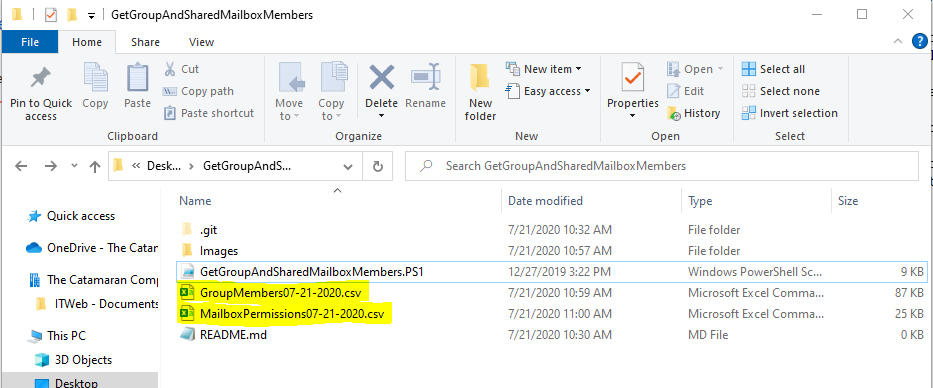 GetGroupAndSharedMailboxMembers
File Home Share View
Pin to Quick access
Copy
Paste
Cut
Copy path
Paste shortcut
Clipboard
Move to
Copy to
Delete
Rename
Organize
New folder
New item
Easy access
New
Properties
Open
Edit
History
Open
Select all
Select none
Invert selection
Select
« Desk... > GetGroupAndS...
Search GetGroupAndSharedMailboxMembers
Quick access
OneDrive - The Catamaran Comp
ITWeb - Documents
This PC
3D Objects
Desktop
Name Date modified Type Size
.git 7/21/2020 10:32 AM File folder
Images 7/21/2020 10:57 AM File folder
GetGroupAndSharedMailboxMembers.PS1 12/27/2019 3:22 PM Windows PowerShell Sc... 9 KB
GroupMembers07-21-2020.csv 7/21/2020 10:59 AM Microsoft Excel Comma... 87 KB
MailboxPermissions07-21-2020.csv 7/21/2020 11:00 AM Microsoft Excel Comma... 25 KB
README.md 7/21/2020 10:30 AM MD File 0 KB